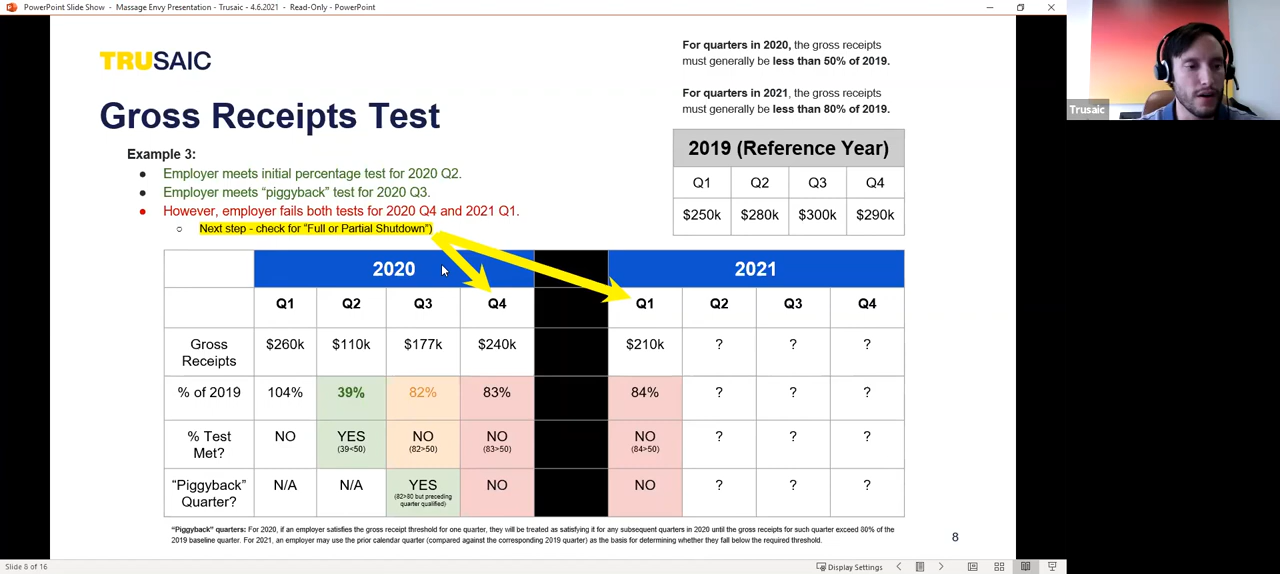 PowerPoint Slide Show - Massage Envy Presentation - Trusaic - 4.6.2021 - Read-Only - PowerPoint
TRUSAIC
For quarters in 2020, the gross receipts
must generally be less than 50% of 2019.
For quarters in 2021, the gross receipts
must generally be less than 80% of 2019.
Trusaic
Gross Receipts Test
2019 (Reference Year)
Q1 Q2 Q3 Q4
$250k $280k $300k $290k
Example 3:
● Employer meets initial percentage test for 2020 Q2.
● Employer meets “piggyback” test for 2020 Q3.
● However, employer fails both tests for 2020 Q4 and 2021 Q1.
○ Next step - check for “Full or Partial Shutdown”)
2020 2021
Q1 Q2 Q3 Q4 Q1 Q2 Q3 Q4
Gross
Receipts
$260k $110k $177k $240k $210k ? ? ?
% of 2019 104% 39% 82% 83% 84% ? ? ?
% Test
Met?
NO YES NO NO NO ? ? ?
(39<50) (82>50) (83>50) (84>50)
“Piggyback”
Quarter?
N/A N/A YES NO NO ? ? ?
(82>80 but preceding
quarter qualified)
“Piggyback” quarters: For 2020, if an employer satisfies the gross receipt threshold for one quarter, they will be treated as satisfying it for any subsequent quarters in 2020 until the gross receipts for such quarter exceed 80% of the
2019 baseline quarter. For 2021, an employer may use the prior calendar quarter (compared against the corresponding 2019 quarter) as the basis for determining whether they fall below the required threshold.
8
Slide 8 of 16
Display Settings